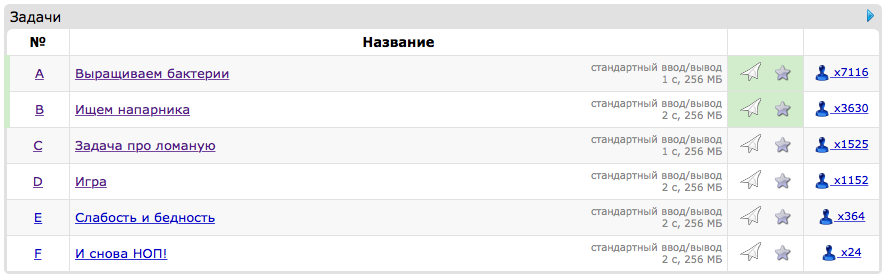 Задачи
№ Название
A Выращиваем бактерии стандартный ввод/вывод x7116
1 с, 256 МБ
B Ищем напарника стандартный ввод/вывод x3630
2 с, 256 МБ
C Задача про ломаную стандартный ввод/вывод x1525
1 с, 256 МБ
D Игра стандартный ввод/вывод x1152
2 с, 256 МБ
E Слабость и бедность стандартный ввод/вывод x364
2 с, 256 МБ
F И снова НОП! стандартный ввод/вывод x24
2 с, 256 МБ